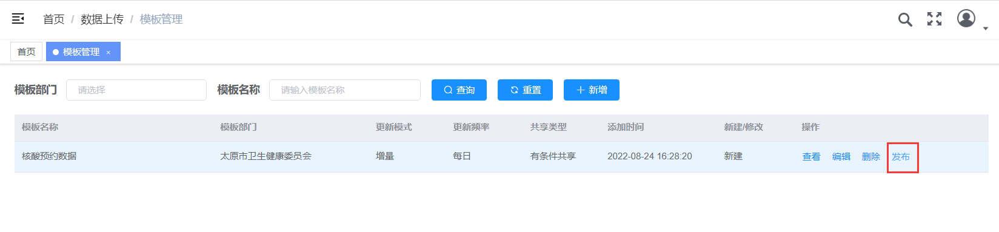 首页 / 数据上传 / 模板管理
首页 模板管理 ×
模板部门 请选择 模板名称 请输入模板名称 查询 重置 新增
模板名称 模板部门 更新模式 更新频率 共享类型 添加时间 新建/修改 操作
核酸预约数据 太原市卫生健康委员会 增量 每日 有条件共享 2022-08-24 16:28:20 新建 查看 编辑 删除 发布